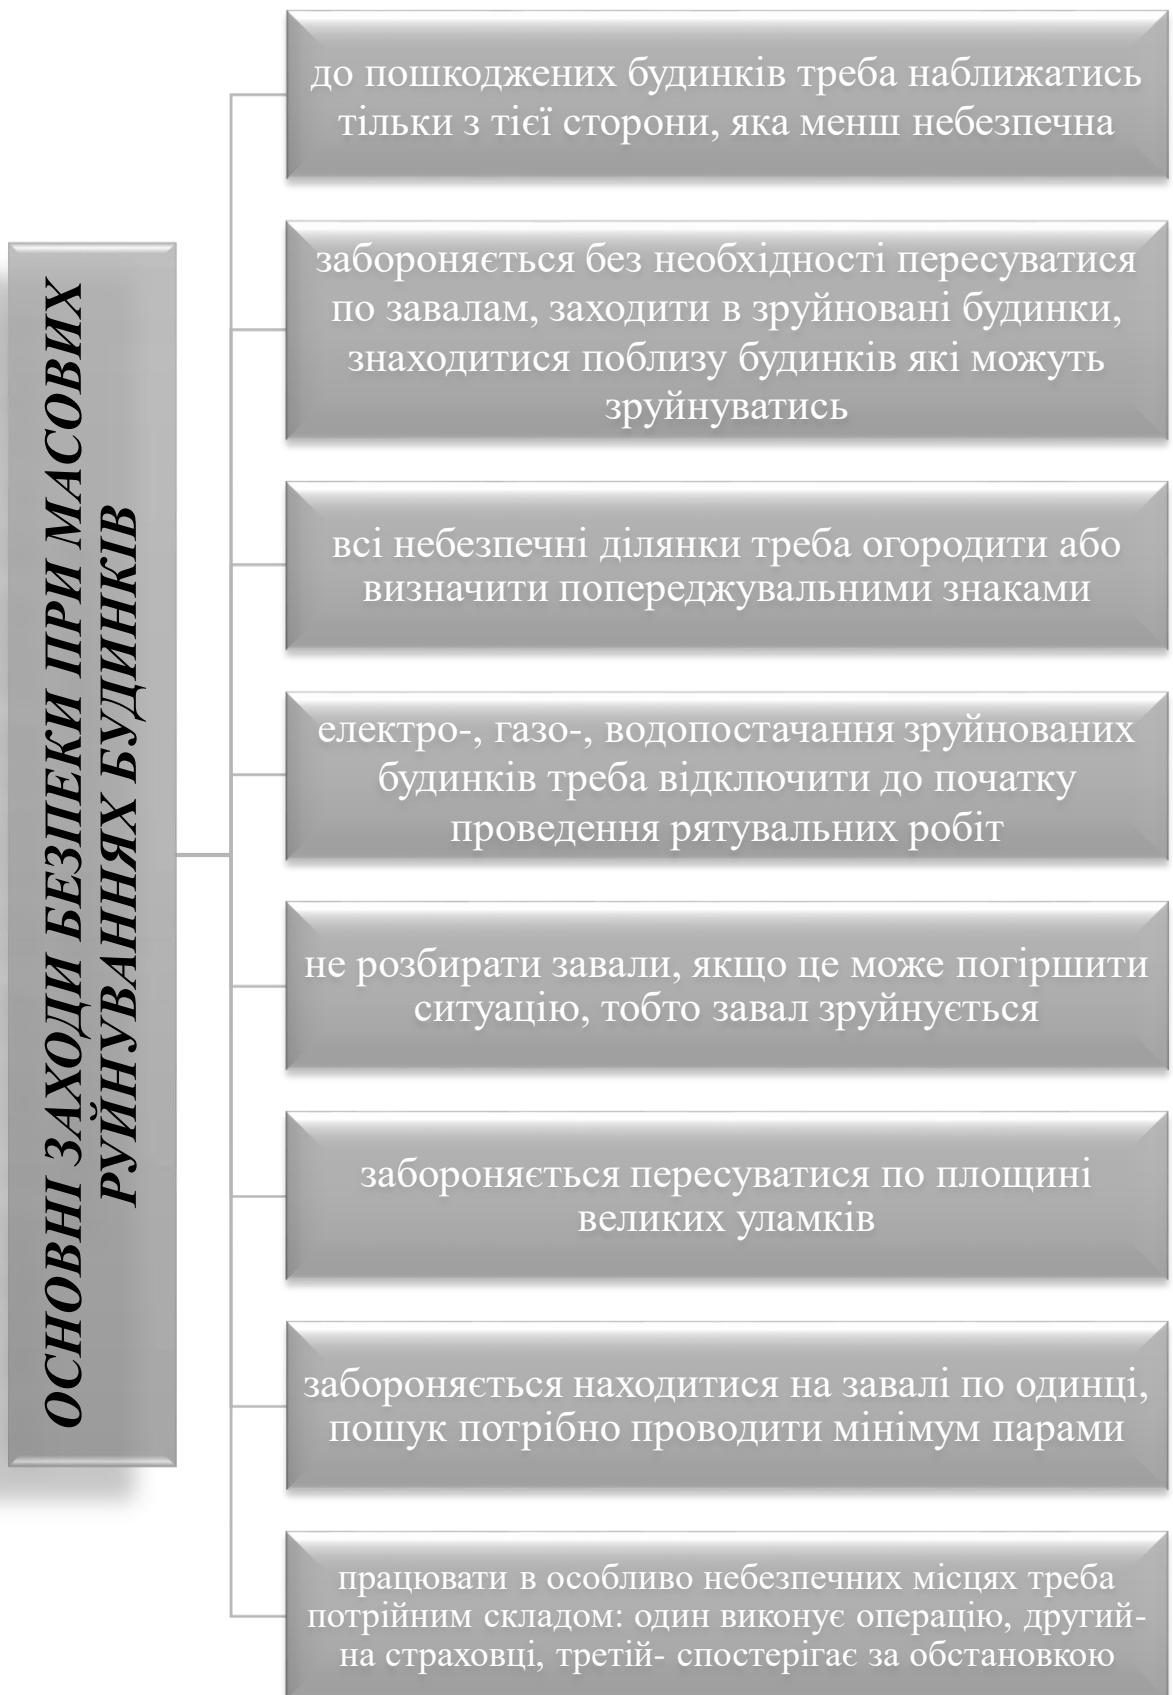 ОСНОВНІ ЗАХОДИ БЕЗПЕКИ ПРИ МАСОВИХ
РУЙНУВАННЯХ БУДИНКІВ
до пошкоджених будинків треба наближатись
тільки з тієї сторони, яка менш небезпечна
забороняється без необхідності пересуватися
по завалам, заходити в зруйновані будинки,
знаходитися поблизу будинків які можуть
зруйнуватись
всі небезпечні ділянки треба огородити або
визначити попереджувальними знаками
електро-, газо-, водопостачання зруйнованих
будинків треба відключити до початку
проведення рятувальних робіт
не розбирати завали, якщо це може погіршити
ситуацію, тобто завал зруйнується
забороняється пересуватися по площині
великих уламків
забороняється находитися на завалі по одинці,
пошук потрібно проводити мінімум парами
працювати в особливо небезпечних місцях треба
потрійним складом: один виконує операцію, другий-
на страховці, третій- спостерігає за обстановкою